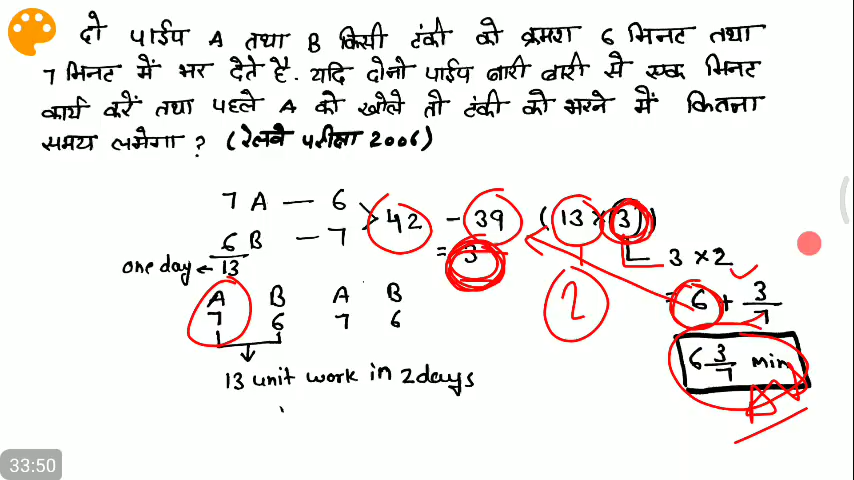 दो पाईप A तथा B किसी टंकी को क्रमश 6 मिनट तथा
7 मिनट में भर देते है. यदि दोनो पाईप बारी बारी से एक मिनट
कार्य करें तथा पहले A को खोले तो टंकी को भरने में कितना
समय लगेगा ? (रेलवे परीक्षा 2006)
7 A — 6 > 42 - 39 (13 × 3)
6 B — 7 = 3 3 × 2
one day ← 13 = 6 + 3/7
A B A B
7 6 7 6 2
6 3/7 min
13 unit work in 2 days
33:50